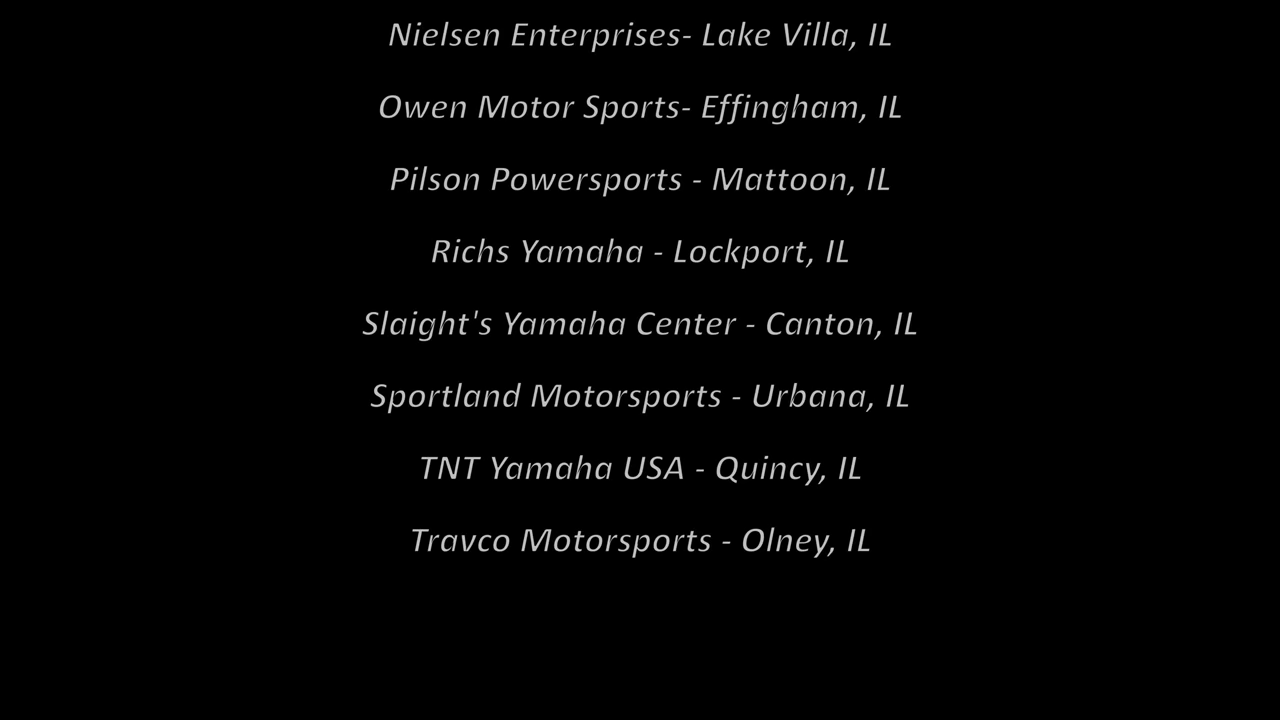 Nielsen Enterprises- Lake Villa, IL
Owen Motor Sports- Effingham, IL
Pilson Powersports - Mattoon, IL
Richs Yamaha - Lockport, IL
Slaight's Yamaha Center - Canton, IL
Sportland Motorsports - Urbana, IL
TNT Yamaha USA - Quincy, IL
Travco Motorsports - Olney, IL